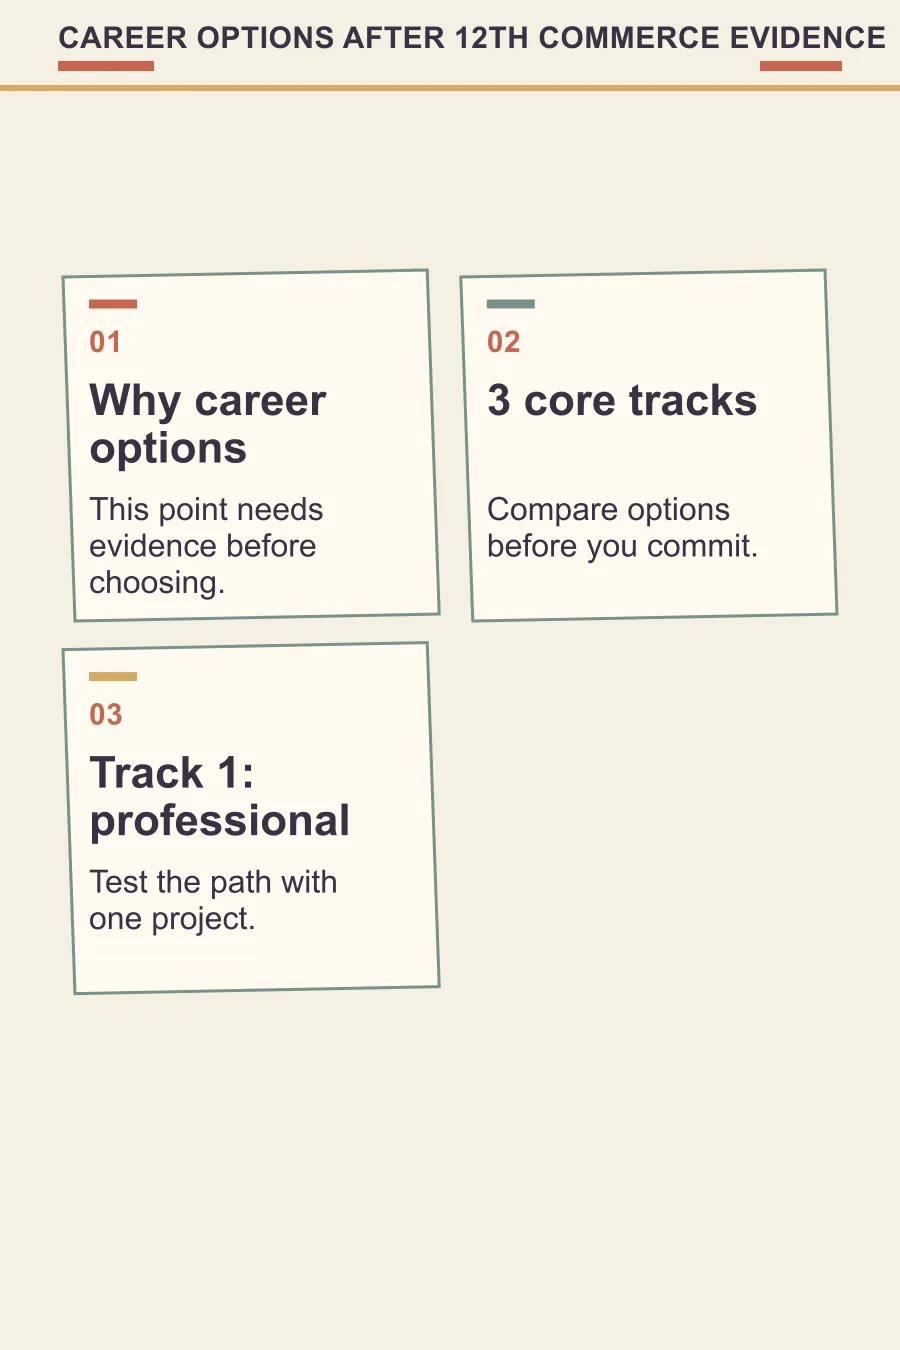 CAREER OPTIONS AFTER 12TH COMMERCE EVIDENCE
01
Why career
options
This point needs
evidence before
choosing.
02
3 core tracks
Compare options
before you commit.
03
Track 1:
professional
Test the path with
one project.